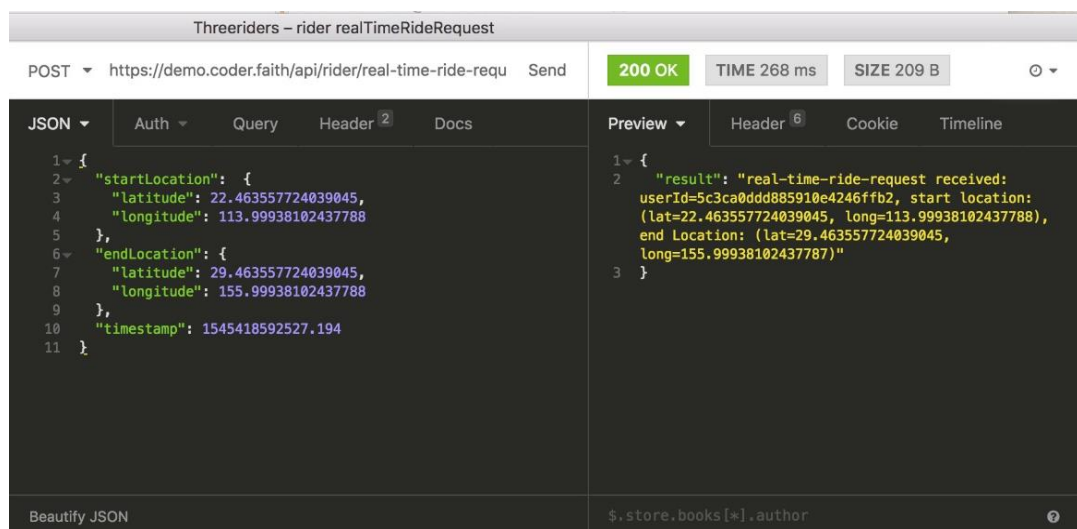 Threeriders – rider realTimeRideRequest
POST https://demo.coder.faith/api/rider/real-time-ride-requ Send
200 OK TIME 268 ms SIZE 209 B
JSON Auth Query Header 2 Docs
Preview Header 6 Cookie Timeline
1 {
2 "startLocation": {
3 "latitude": 22.463557724039045,
4 "longitude": 113.99938102437788
5 },
6 "endLocation": {
7 "latitude": 29.463557724039045,
8 "longitude": 155.99938102437788
9 },
10 "timestamp": 1545418592527.194
11 }
1 {
2 "result": "real-time-ride-request received:
userId=5c3ca0ddd885910e4246ffb2, start location:
(lat=22.463557724039045, long=113.99938102437788),
end Location: (lat=29.463557724039045,
long=155.99938102437787)"
3 }
Beautify JSON
$.store.books[*].author